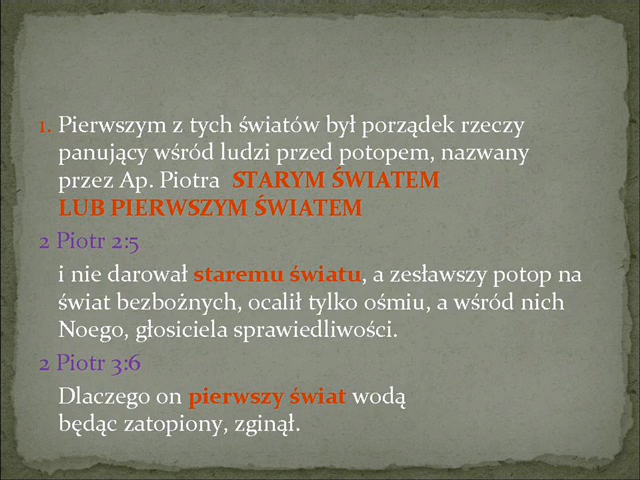 1. Pierwszym z tych światów był porządek rzeczy
panujący wśród ludzi przed potopem, nazwany
przez Ap. Piotra STARYM ŚWIATEM
LUB PIERWSZYM ŚWIATEM
2 Piotr 2:5
i nie darował staremu światu, a zesławszy potop na
świat bezbożnych, ocalił tylko ośmiu, a wśród nich
Noego, głosiciela sprawiedliwości.
2 Piotr 3:6
Dlaczego on pierwszy świat wodą
będąc zatopiony, zginął.